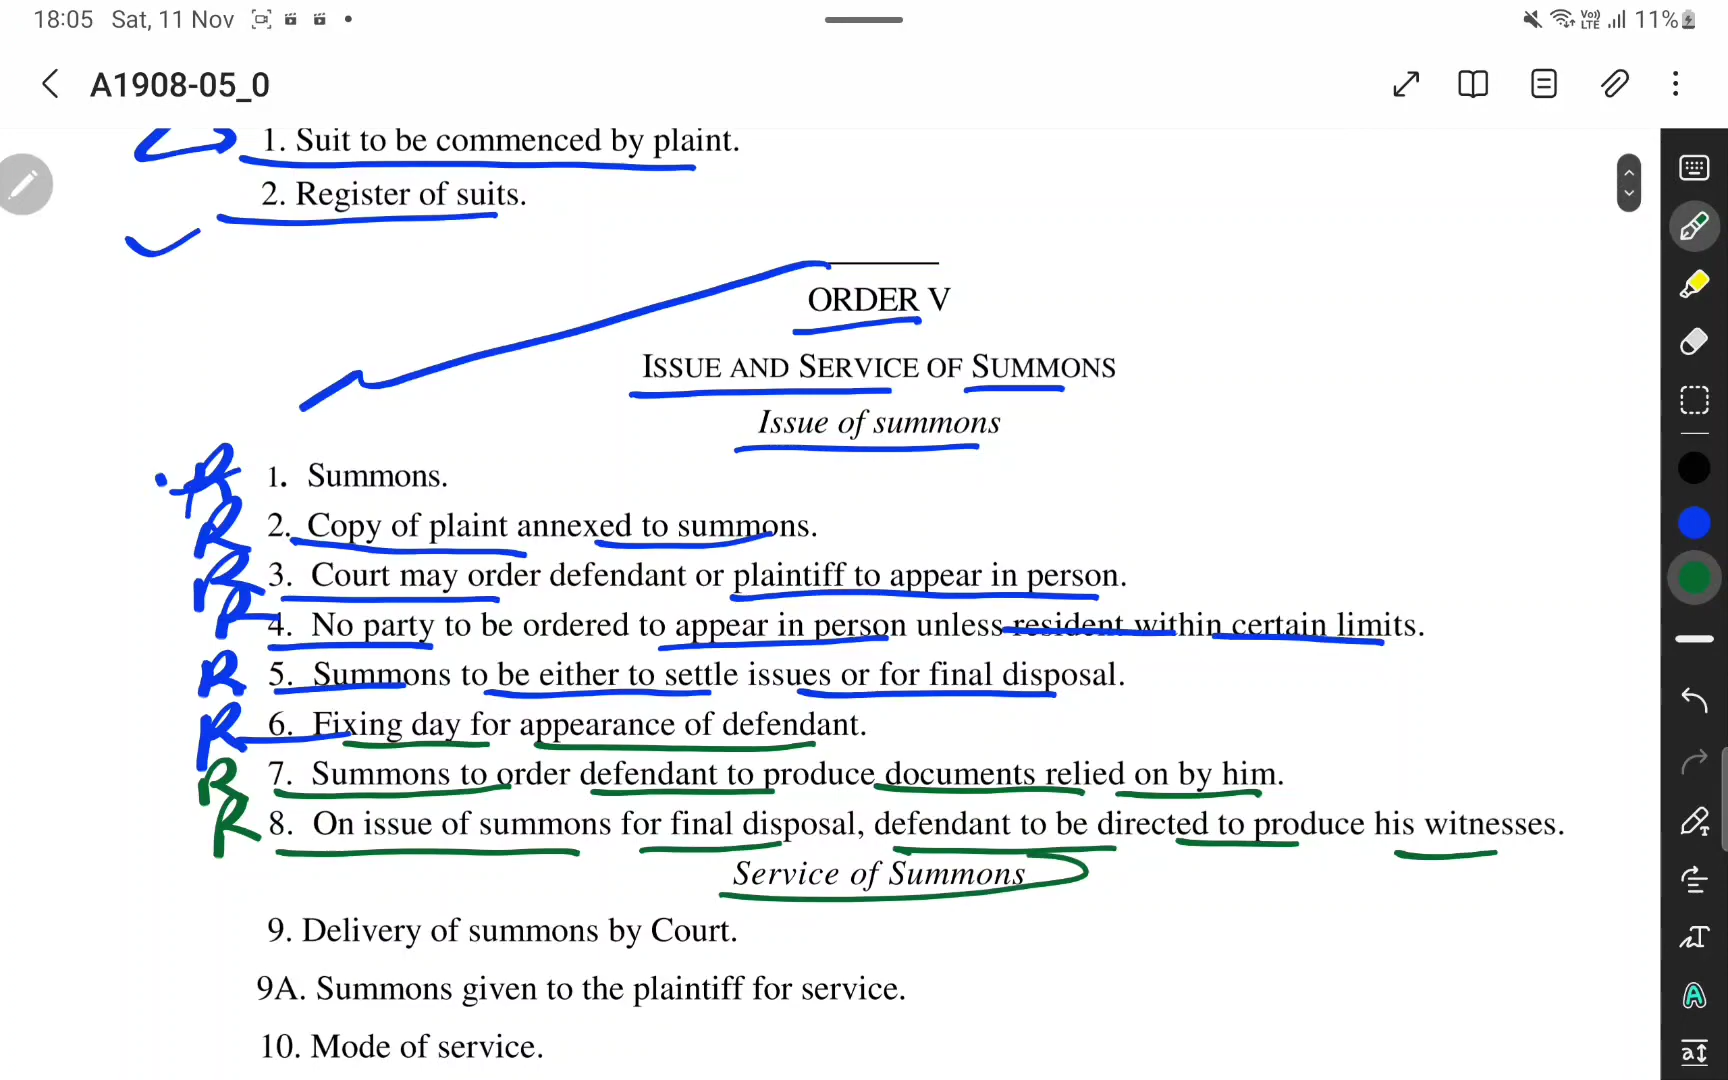 18:05 Sat, 11 Nov
Vo)) LTE 11%
A1908-05_0
1. Suit to be commenced by plaint.
2. Register of suits.
ORDER V
ISSUE AND SERVICE OF SUMMONS
Issue of summons
R 1. Summons.
R 2. Copy of plaint annexed to summons.
R 3. Court may order defendant or plaintiff to appear in person.
R 4. No party to be ordered to appear in person unless resident within certain limits.
R 5. Summons to be either to settle issues or for final disposal.
R 6. Fixing day for appearance of defendant.
R 7. Summons to order defendant to produce documents relied on by him.
R 8. On issue of summons for final disposal, defendant to be directed to produce his witnesses.
Service of Summons
9. Delivery of summons by Court.
9A. Summons given to the plaintiff for service.
10. Mode of service.